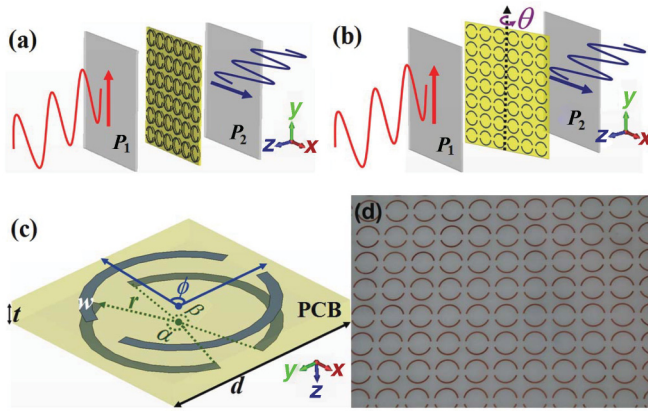 (a)
P1
P2
y
z
x
(b)
θ
P1
P2
y
z
x
(c)
ϕ
w
r
β
α
t
PCB
d
y
x
z
(d)